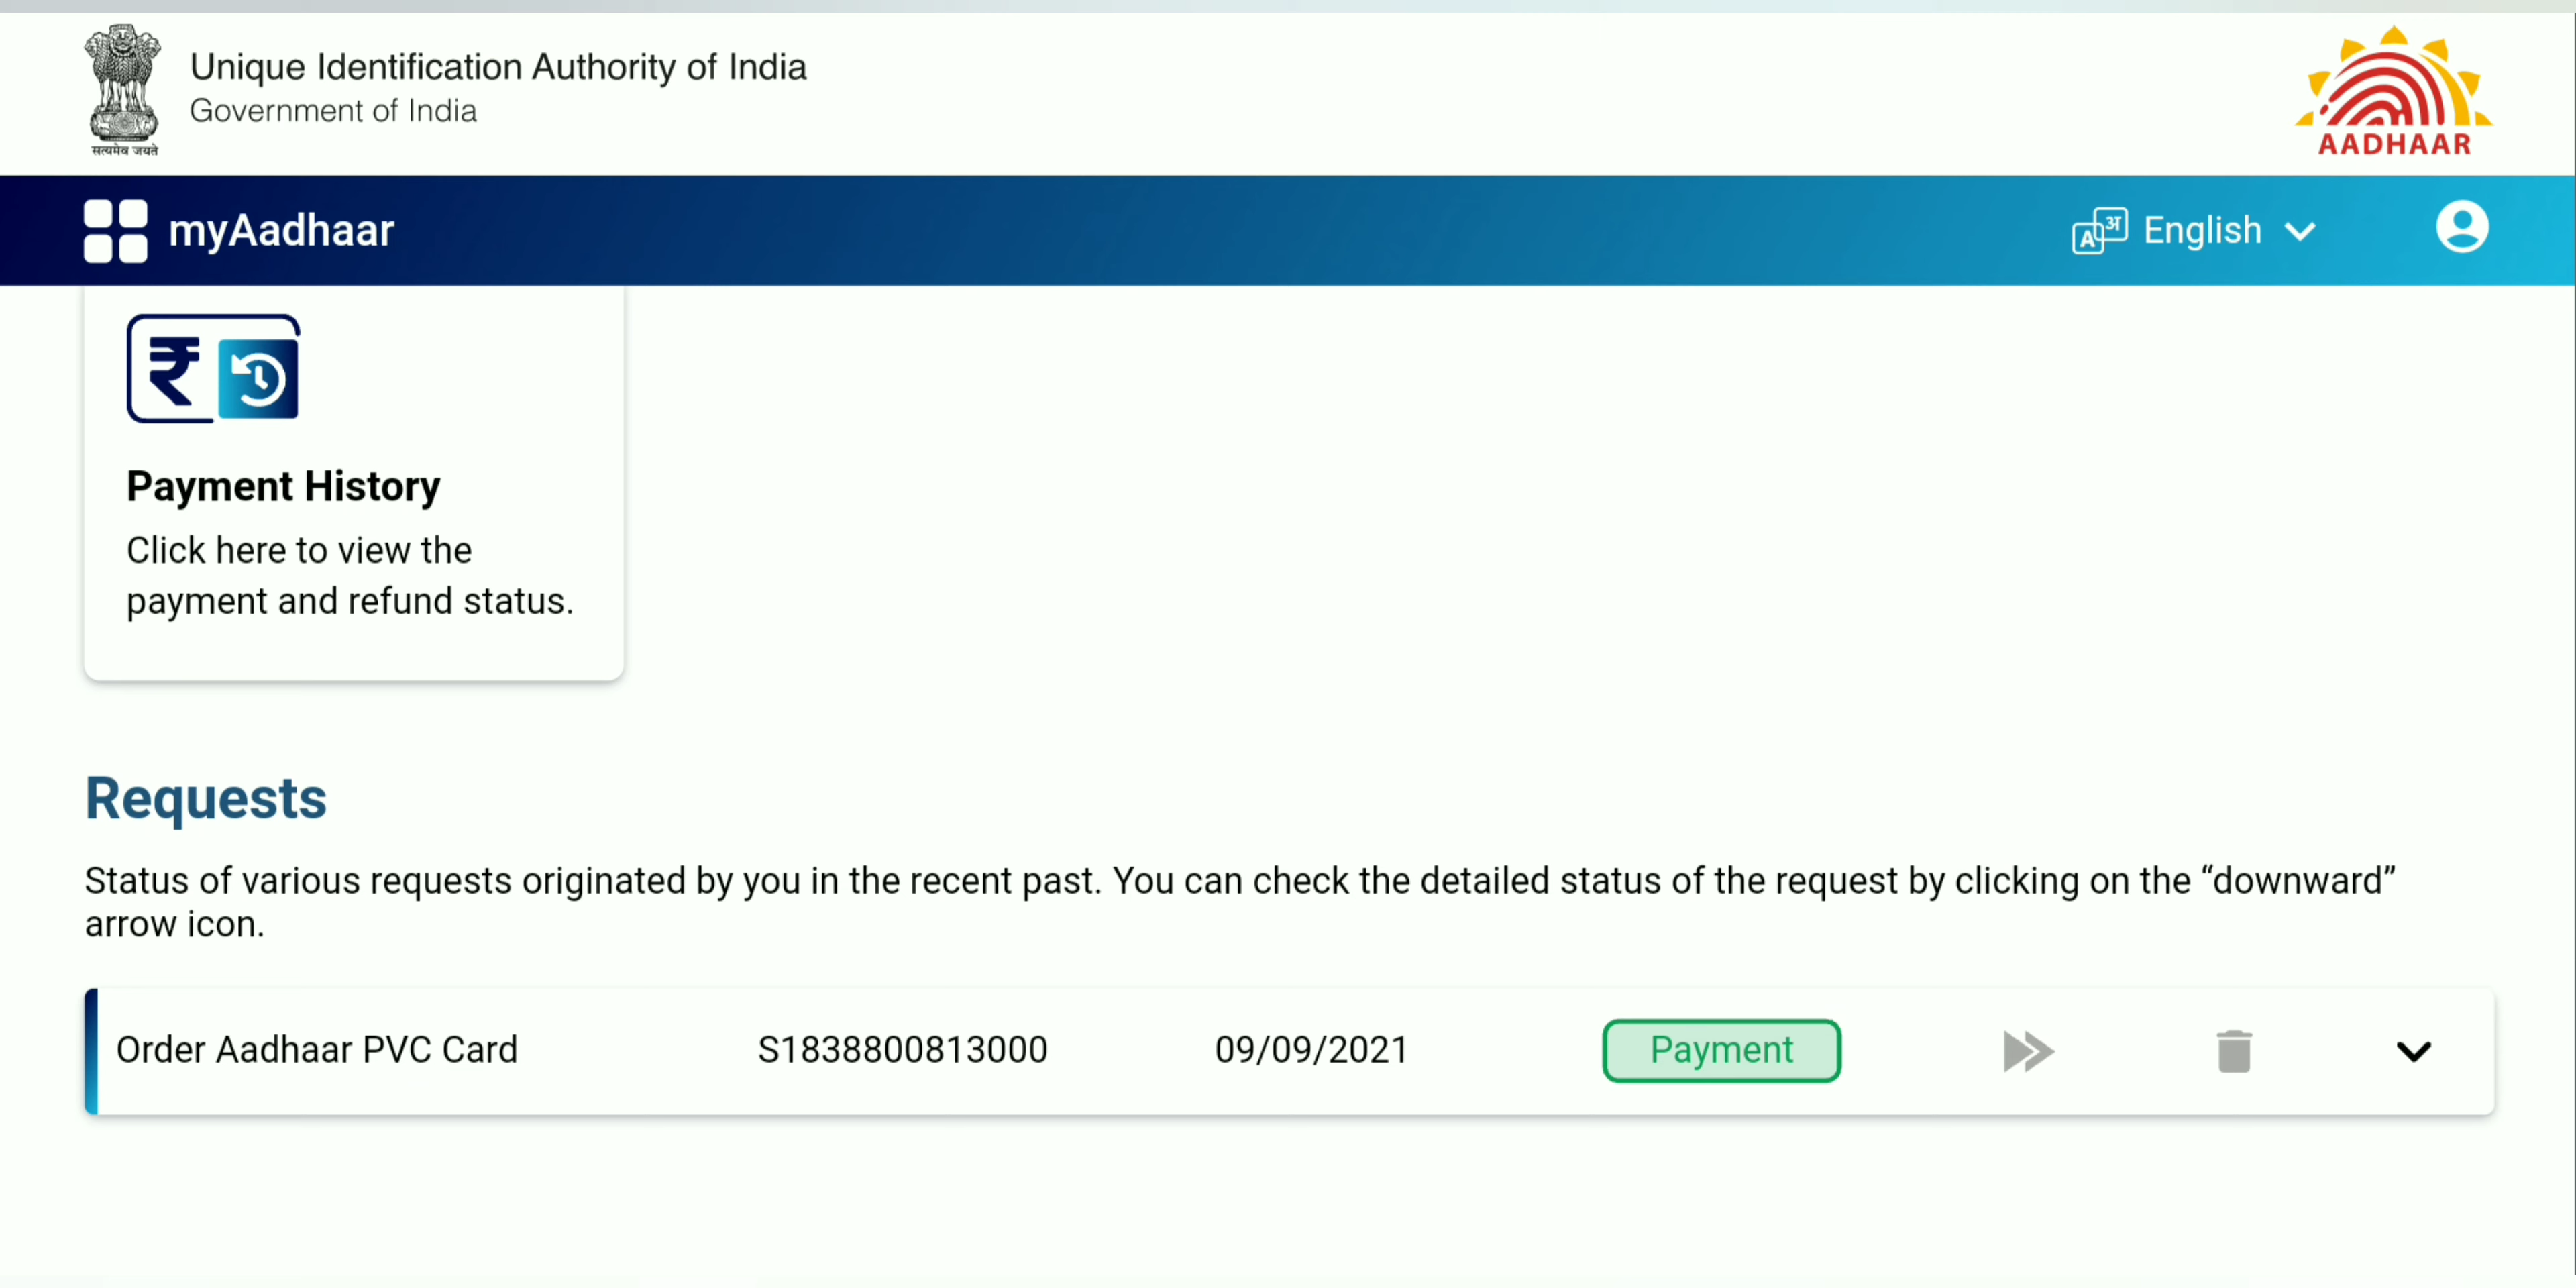 Unique Identification Authority of India
Government of India
सत्यमेव जयते
AADHAAR
myAadhaar
A अ English
₹
Payment History
Click here to view the
payment and refund status.
Requests
Status of various requests originated by you in the recent past. You can check the detailed status of the request by clicking on the “downward”
arrow icon.
Order Aadhaar PVC Card S1838800813000 09/09/2021 Payment